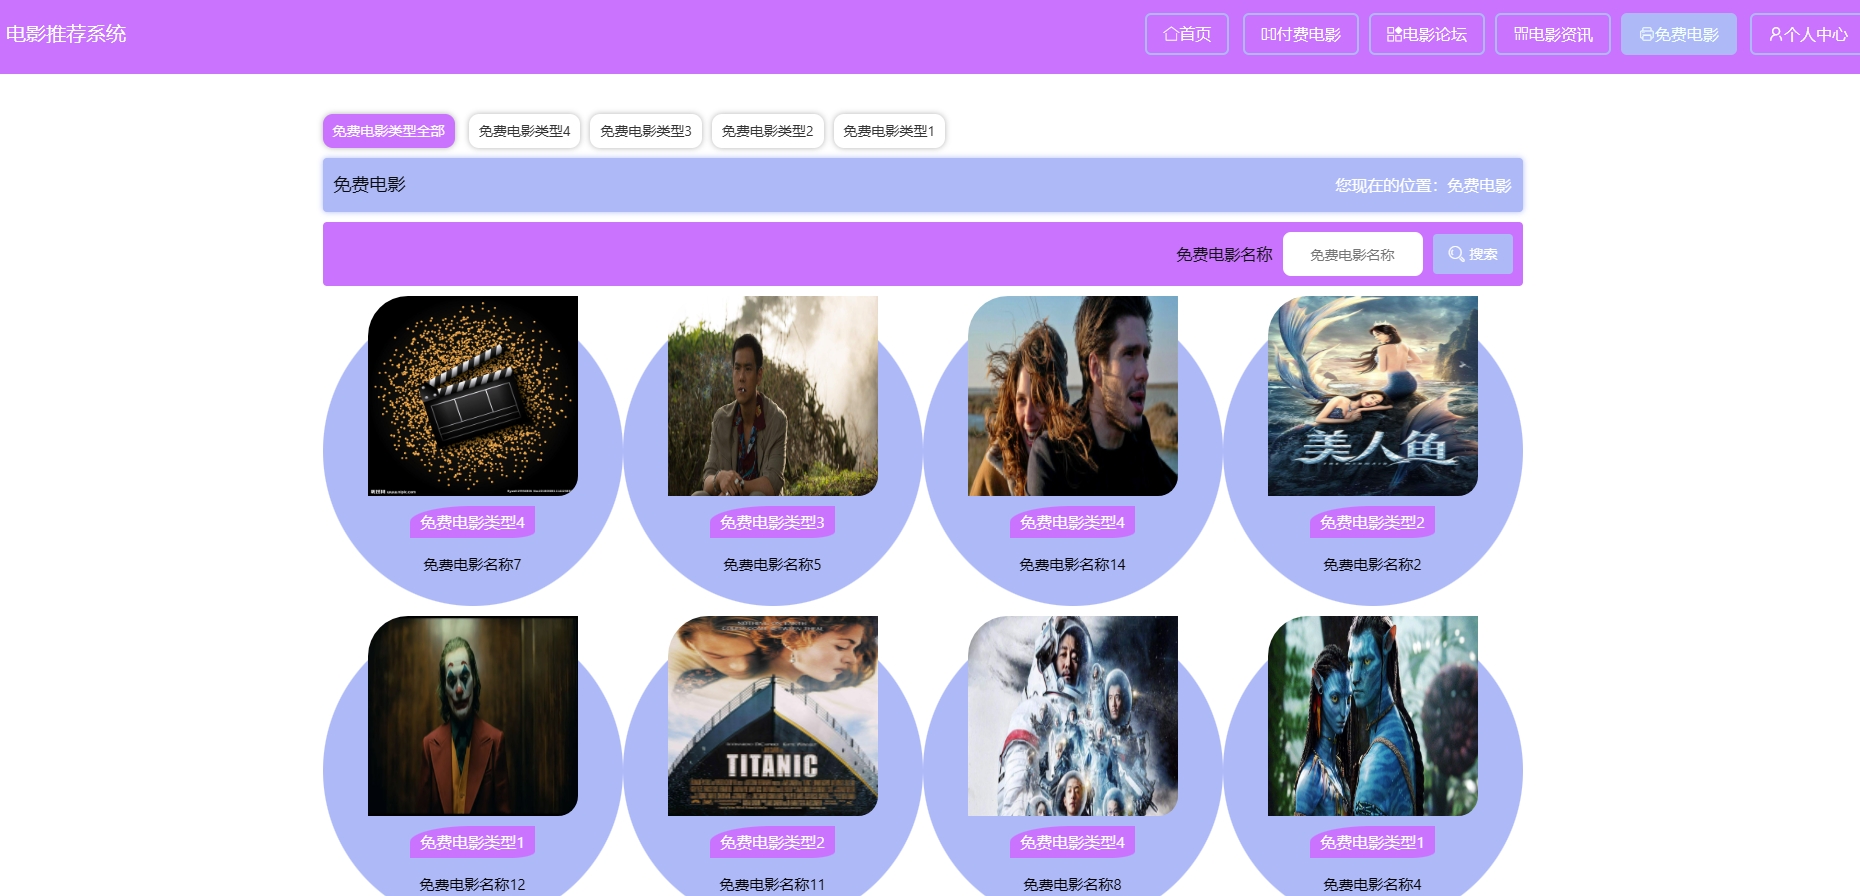 电影推荐系统
首页
付费电影
电影论坛
电影资讯
免费电影
个人中心
免费电影类型全部
免费电影类型4
免费电影类型3
免费电影类型2
免费电影类型1
免费电影
您现在的位置：免费电影
免费电影名称
免费电影名称
搜索
美人鱼
免费电影类型4
免费电影类型3
免费电影类型4
免费电影类型2
免费电影名称7
免费电影名称5
免费电影名称14
免费电影名称2
TITANIC
免费电影类型1
免费电影类型2
免费电影类型4
免费电影类型1
免费电影名称12
免费电影名称11
免费电影名称8
免费电影名称4